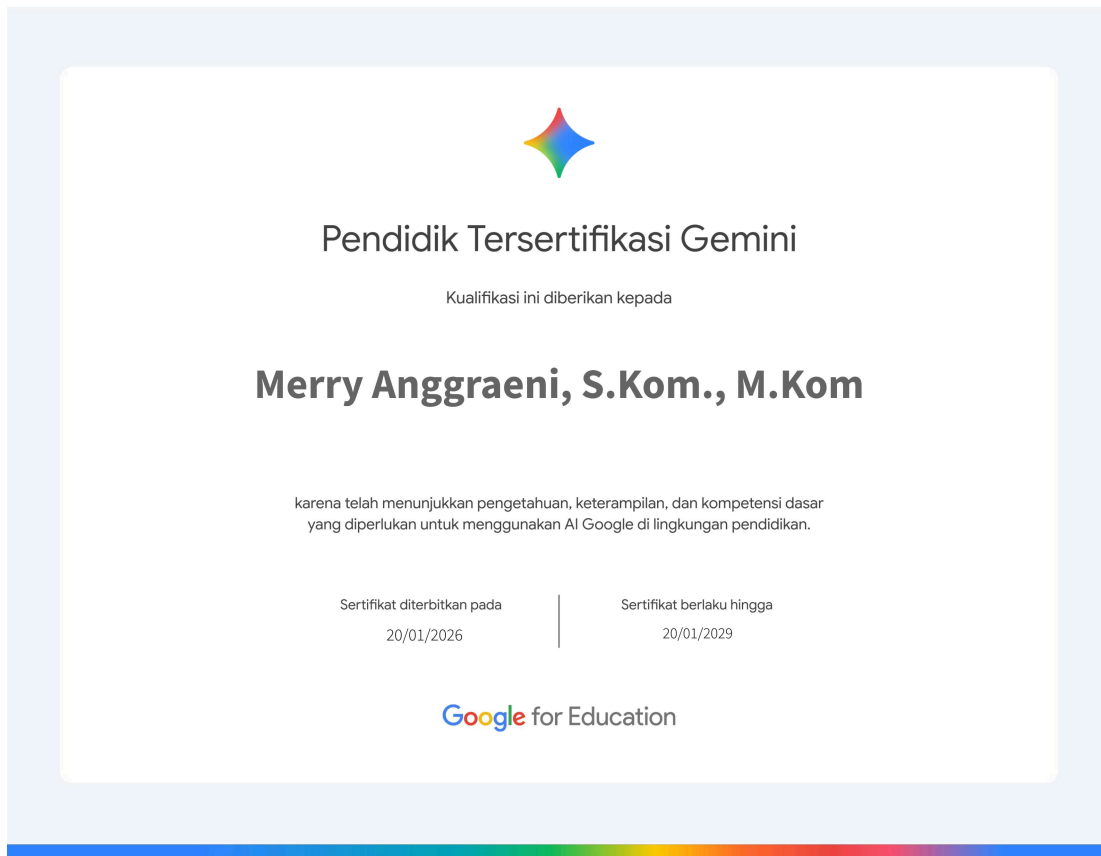 Pendidik Tersertifikasi Gemini
Kualifikasi ini diberikan kepada
Merry Anggraeni, S.Kom., M.Kom
karena telah menunjukkan pengetahuan, keterampilan, dan kompetensi dasar
yang diperlukan untuk menggunakan AI Google di lingkungan pendidikan.
Sertifikat diterbitkan pada
20/01/2026
Sertifikat berlaku hingga
20/01/2029
Google for Education